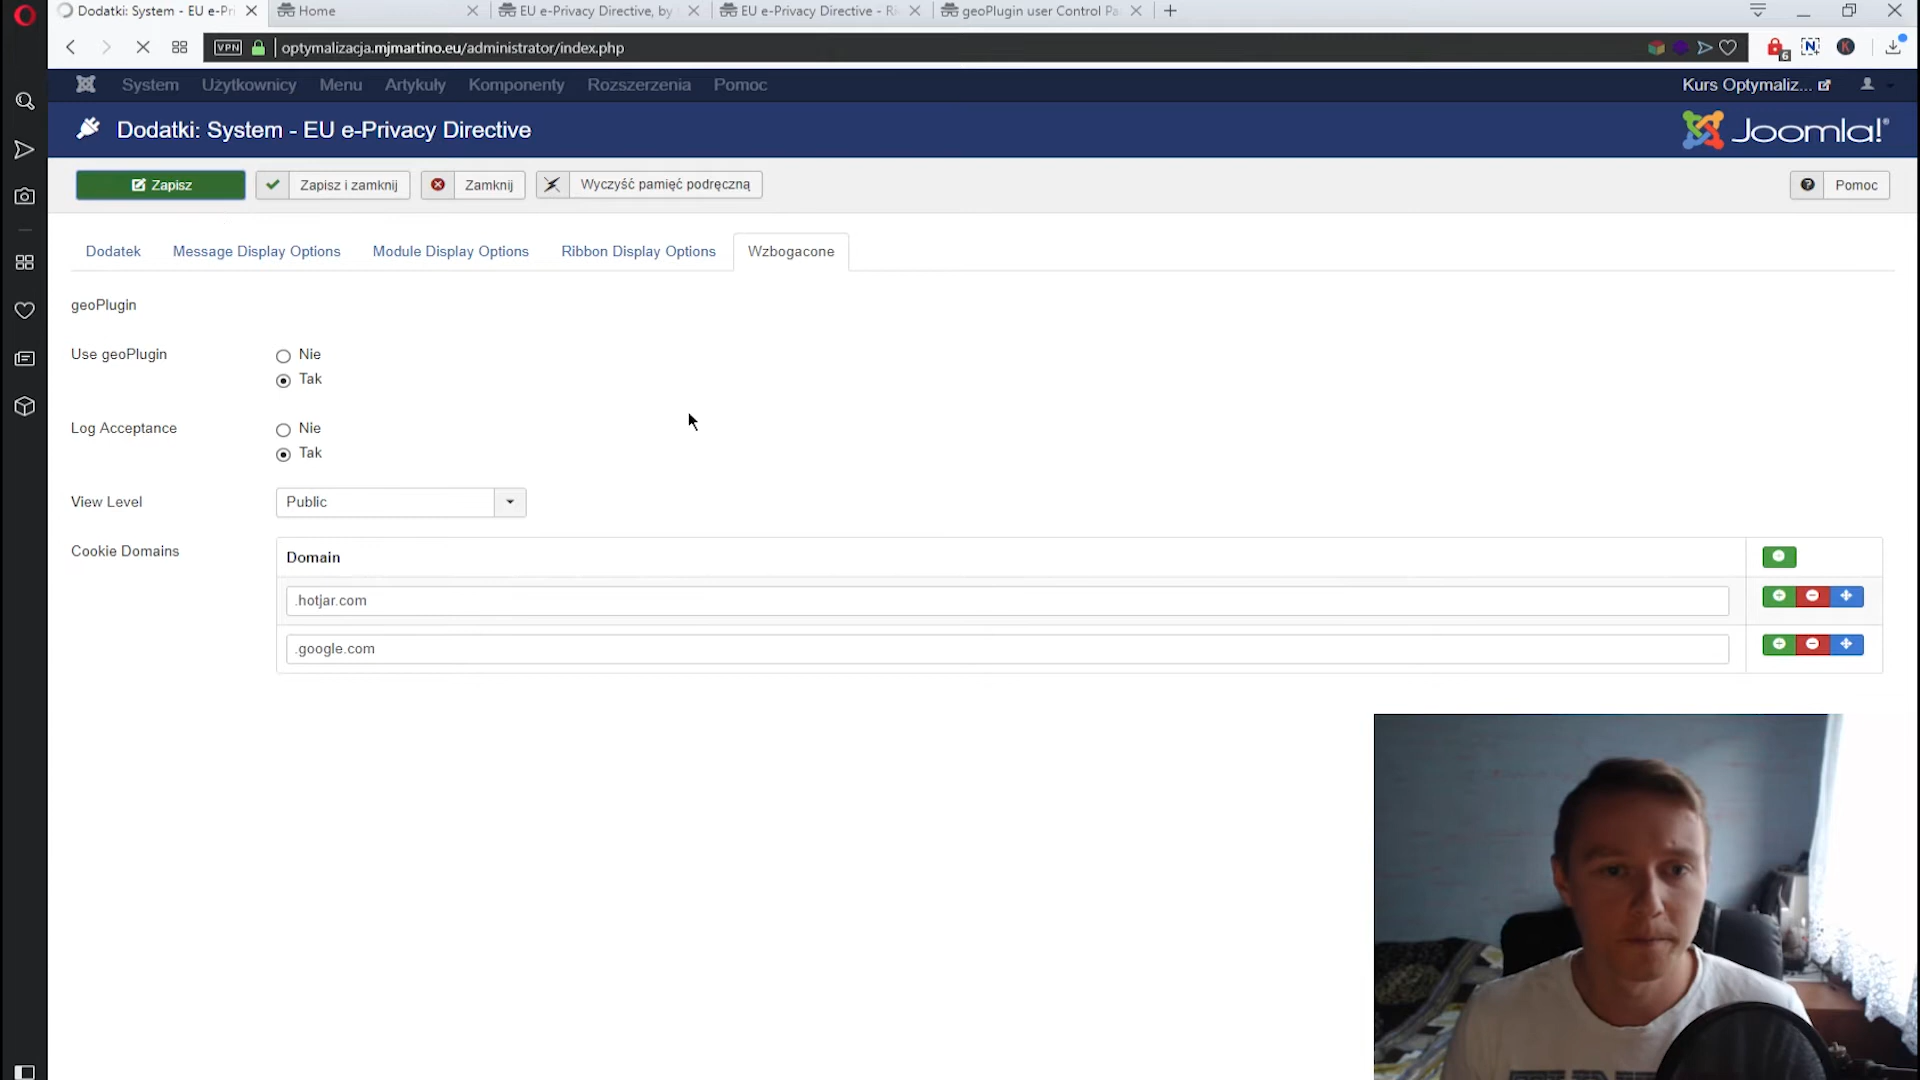 Dodatki: System - EU e-Pri
Home
EU e-Privacy Directive, by
EU e-Privacy Directive - Ri
geoPlugin user Control Pa
VPN
optymalizacja.mjmartino.eu/administrator/index.php
6
N
K
System Użytkownicy Menu Artykuły Komponenty Rozszerzenia Pomoc
Kurs Optymaliz...
Dodatki: System - EU e-Privacy Directive
Joomla!®
Zapisz
Zapisz i zamknij
Zamknij
Wyczyść pamięć podręczną
Pomoc
Dodatek
Message Display Options
Module Display Options
Ribbon Display Options
Wzbogacone
geoPlugin
Use geoPlugin
Nie
Tak
Log Acceptance
Nie
Tak
View Level
Public
Cookie Domains
Domain
.hotjar.com
.google.com